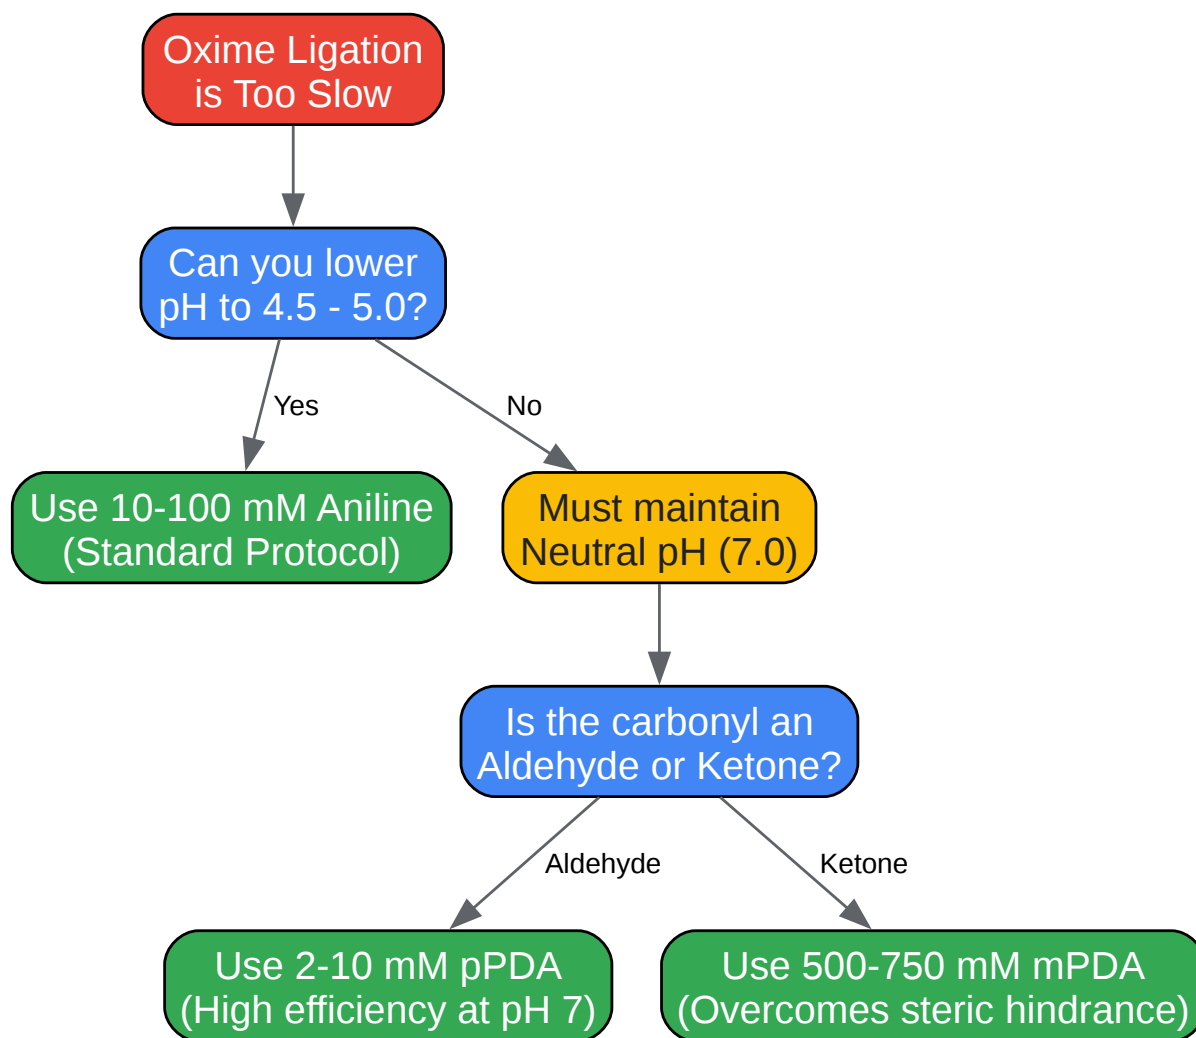 Oxime Ligation
is Too Slow
Can you lower
pH to 4.5 - 5.0?
Yes
No
Use 10-100 mM Aniline
(Standard Protocol)
Must maintain
Neutral pH (7.0)
Is the carbonyl an
Aldehyde or Ketone?
Aldehyde
Ketone
Use 2-10 mM pPDA
(High efficiency at pH 7)
Use 500-750 mM mPDA
(Overcomes steric hindrance)